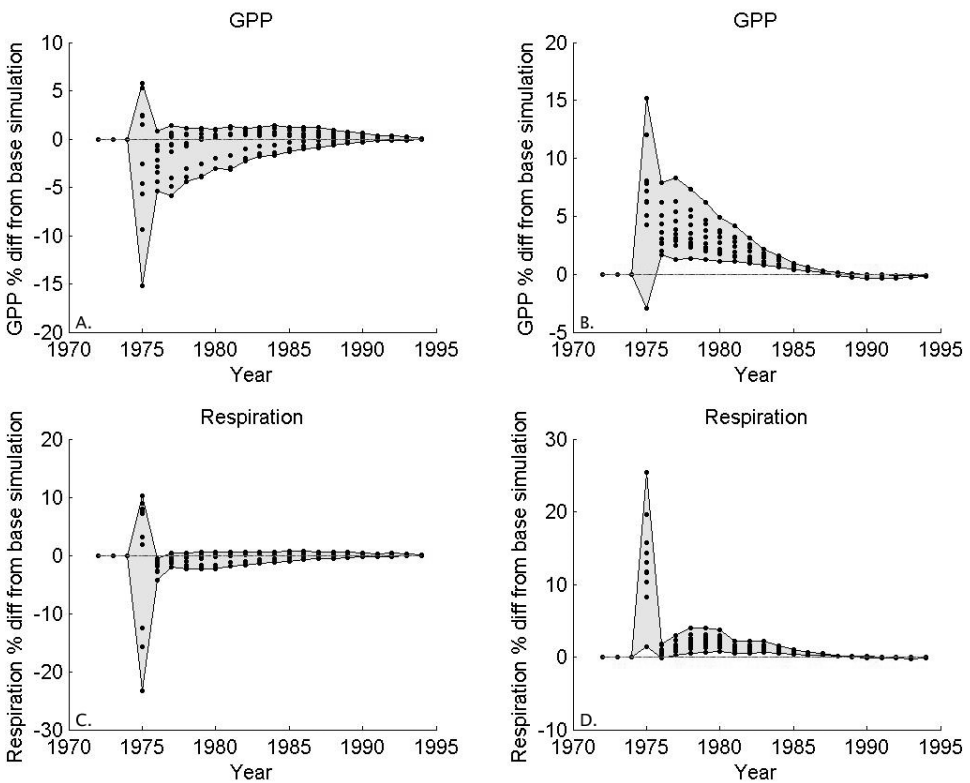 GPP
GPP % diff from base simulation
10
5
0
-5
-10
-15
-20
A.
1970 1975 1980 1985 1990 1995
Year
GPP
GPP % diff from base simulation
20
15
10
5
0
-5
B.
1970 1975 1980 1985 1990 1995
Year
Respiration
Respiration % diff from base simulation
20
10
0
-10
-20
-30
C.
1970 1975 1980 1985 1990 1995
Year
Respiration
Respiration % diff from base simulation
30
20
10
0
-10
D.
1970 1975 1980 1985 1990 1995
Year